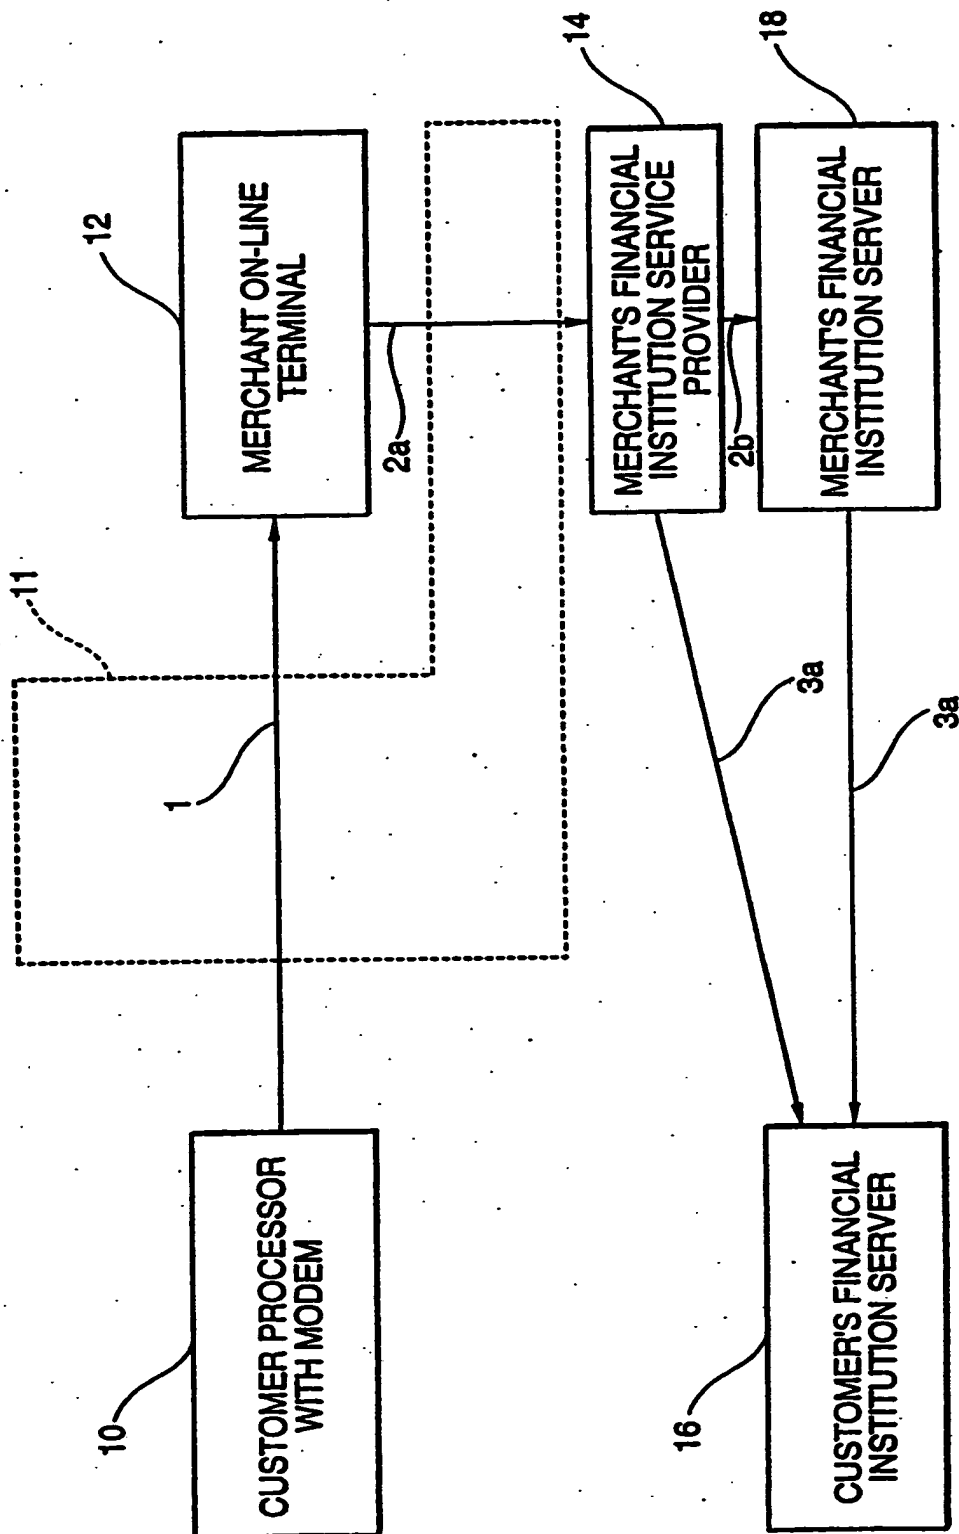 10
CUSTOMER PROCESSOR
WITH MODEM
11
1
12
MERCHANT ON-LINE
TERMINAL
2a
14
MERCHANT'S FINANCIAL
INSTITUTION SERVICE
PROVIDER
2b
18
MERCHANT'S FINANCIAL
INSTITUTION SERVER
3a
3a
16
CUSTOMER'S FINANCIAL
INSTITUTION SERVER